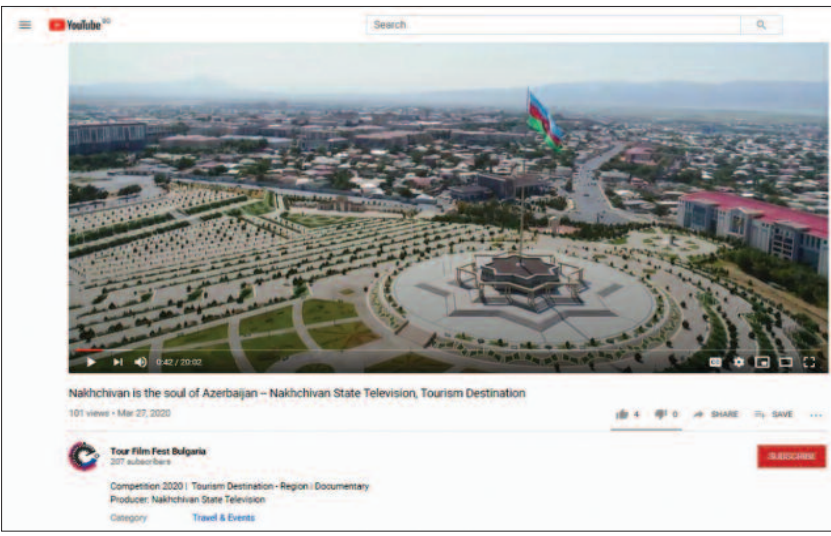 YouTube BG
Search
0:42 / 20:02
Nakhchivan is the soul of Azerbaijan – Nakhchivan State Television, Tourism Destination
101 views • Mar 27, 2020
4 0 SHARE SAVE ...
Tour Film Fest Bulgaria
207 subscribers
SUBSCRIBE
Competition 2020 | Tourism Destination - Region | Documentary
Producer: Nakhchivan State Television
Category Travel & Events